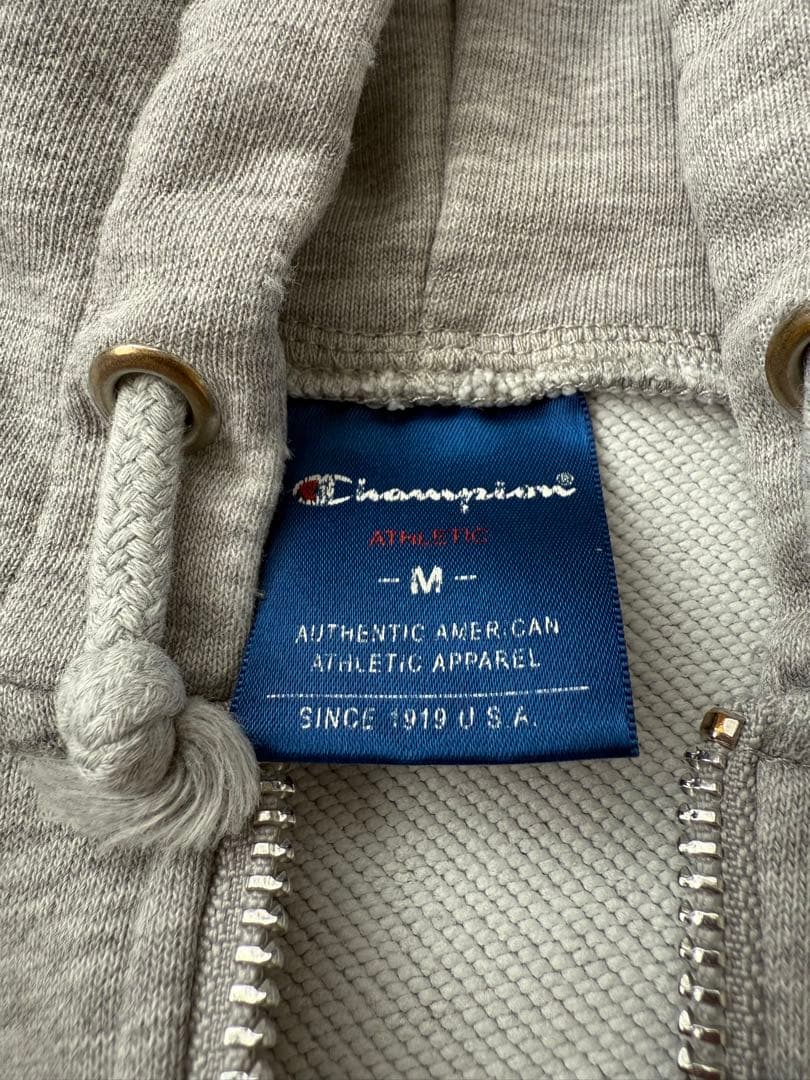 Champion®
ATHLETIC
- M -
AUTHENTIC AMERICAN
ATHLETIC APPAREL
SINCE 1919 U.S.A.